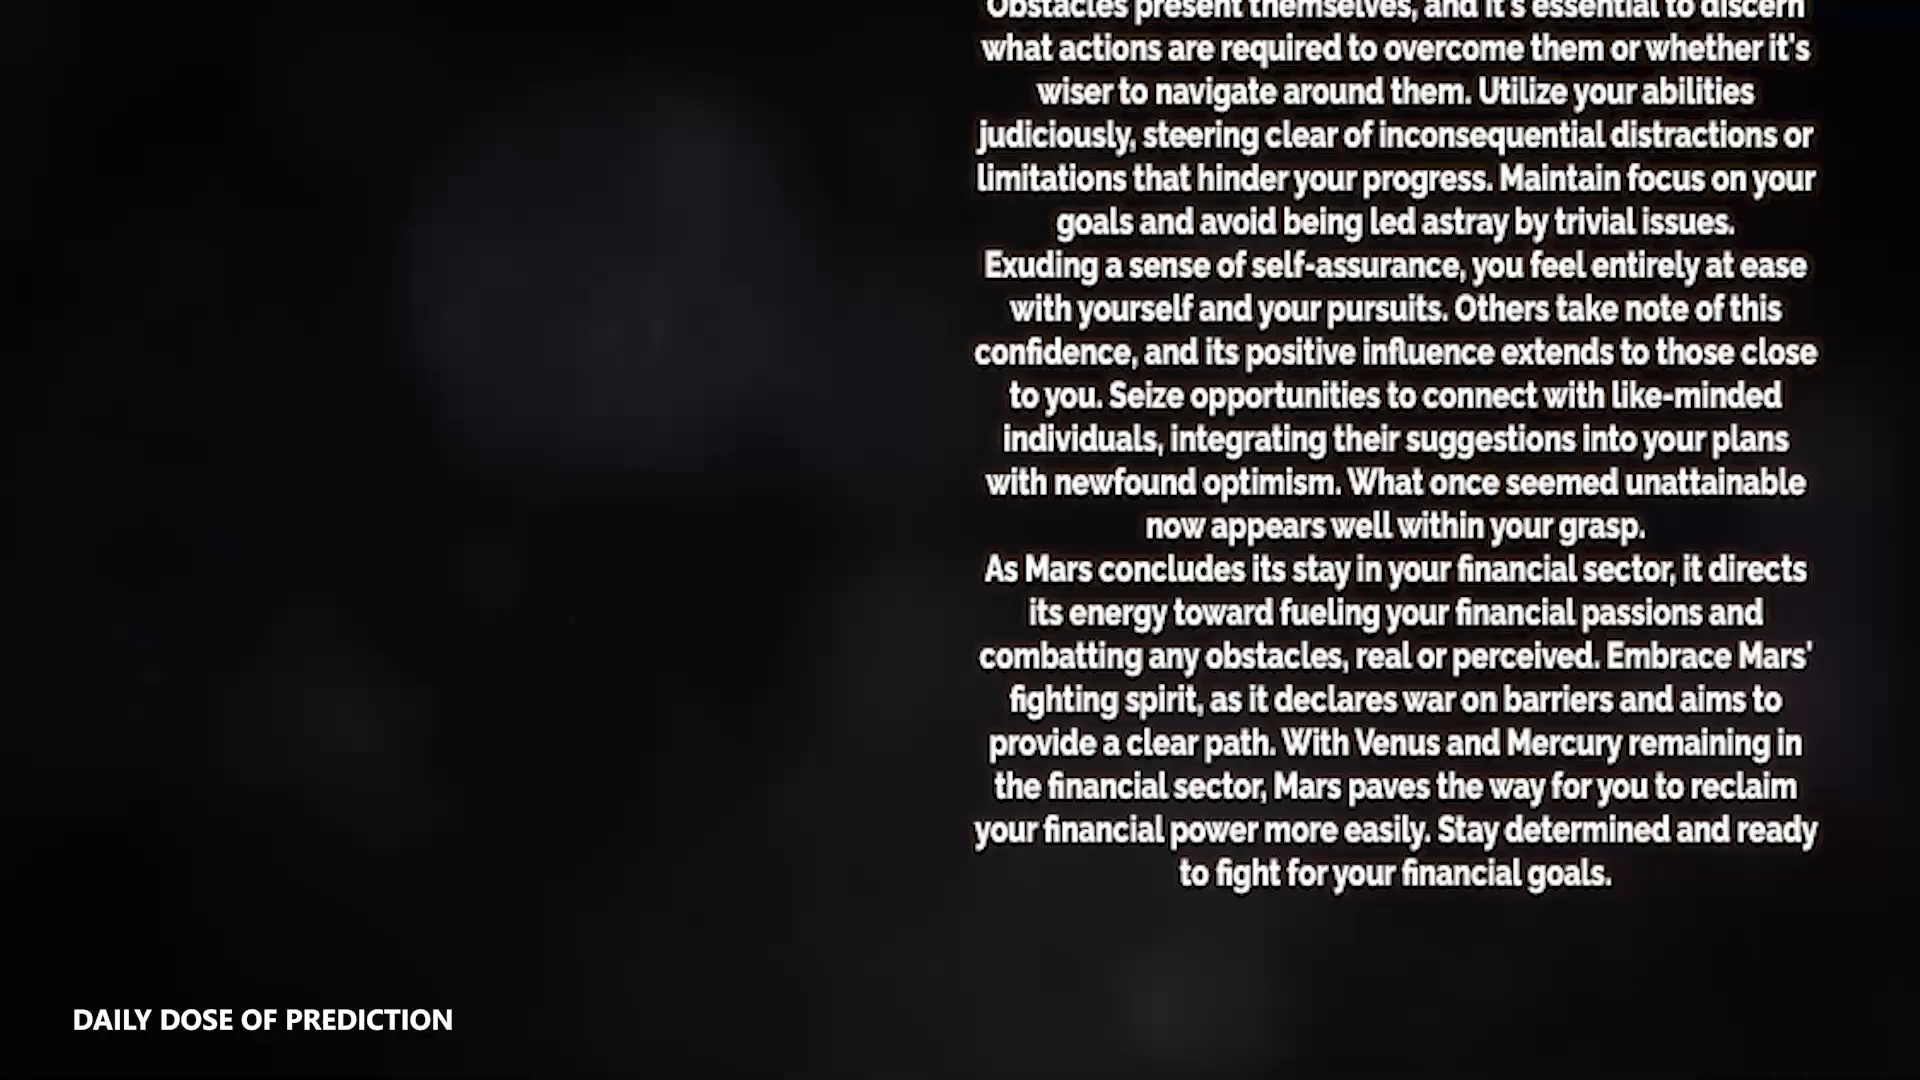 Obstacles present themselves, and it's essential to discern
what actions are required to overcome them or whether it's
wiser to navigate around them. Utilize your abilities
judiciously, steering clear of inconsequential distractions or
limitations that hinder your progress. Maintain focus on your
goals and avoid being led astray by trivial issues.
Exuding a sense of self-assurance, you feel entirely at ease
with yourself and your pursuits. Others take note of this
confidence, and its positive influence extends to those close
to you. Seize opportunities to connect with like-minded
individuals, integrating their suggestions into your plans
with newfound optimism. What once seemed unattainable
now appears well within your grasp.
As Mars concludes its stay in your financial sector, it directs
its energy toward fueling your financial passions and
combatting any obstacles, real or perceived. Embrace Mars'
fighting spirit, as it declares war on barriers and aims to
provide a clear path. With Venus and Mercury remaining in
the financial sector, Mars paves the way for you to reclaim
your financial power more easily. Stay determined and ready
to fight for your financial goals.
DAILY DOSE OF PREDICTION